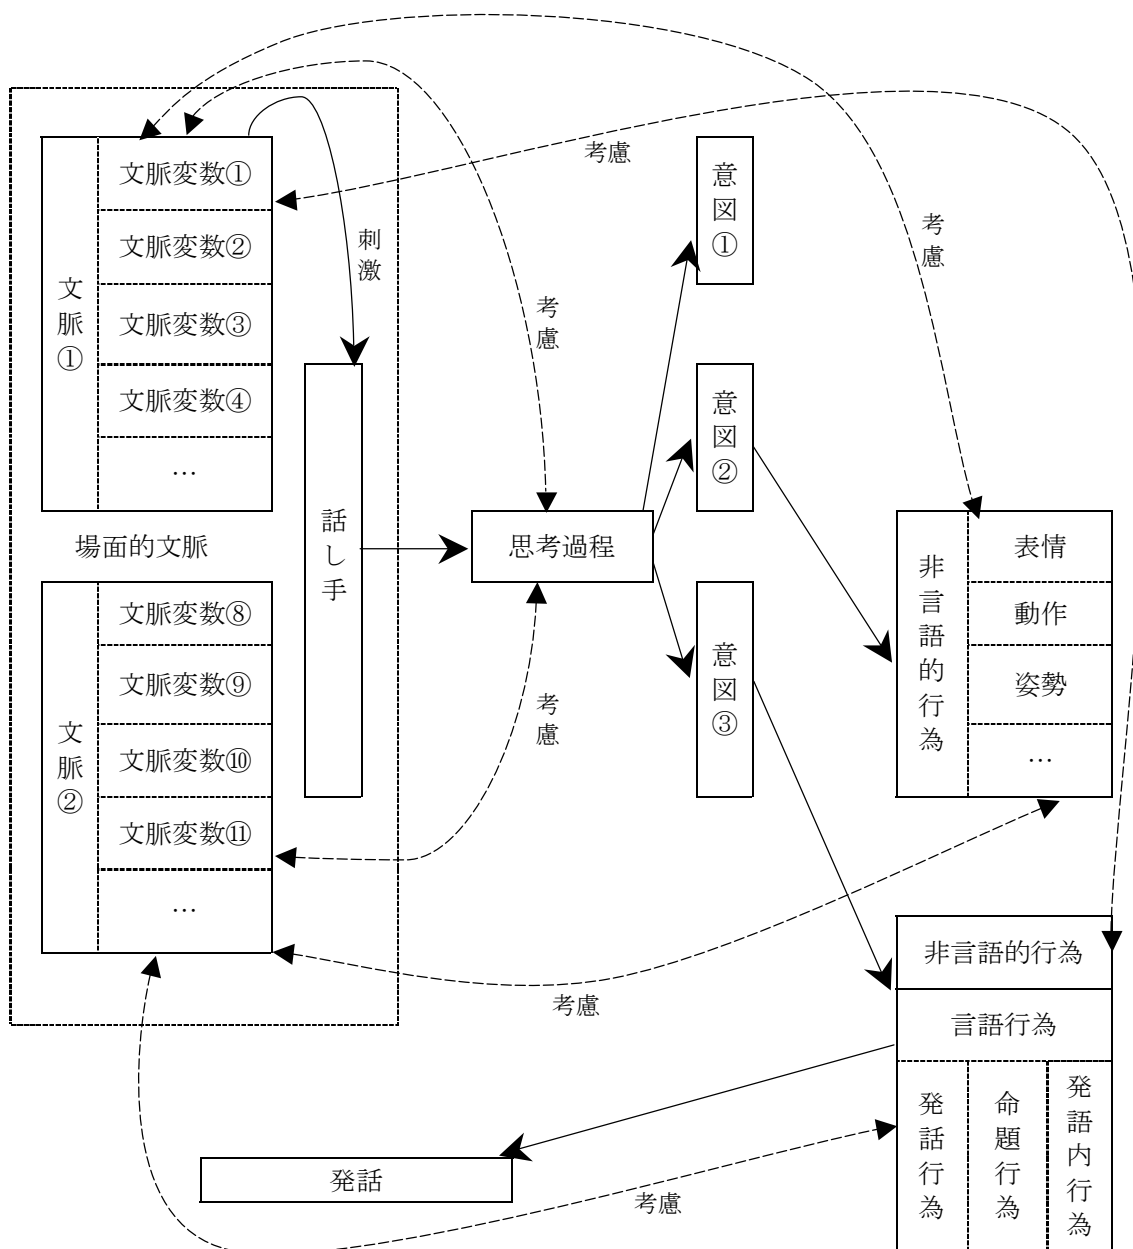 文脈①
文脈変数①
文脈変数②
文脈変数③
文脈変数④
…
場面的文脈
文脈②
文脈変数⑧
文脈変数⑨
文脈変数⑩
文脈変数⑪
…
刺激
話し手
考慮
思考過程
考慮
考慮
意図①
意図②
意図③
考慮
非言語的行為
表情
動作
姿勢
…
考慮
非言語的行為
言語行為
発話行為
命題行為
発語内行為
発話
考慮